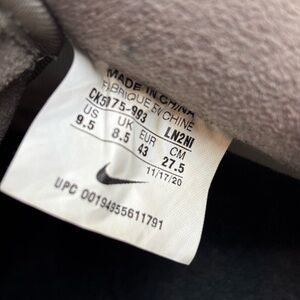 MADE IN CHINA
FABRIQUE EN CHINE
CK5175-993 LN2NI
US UK EUR CM
9.5 8.5 43 27.5
11/17/20
UPC 00194955611791